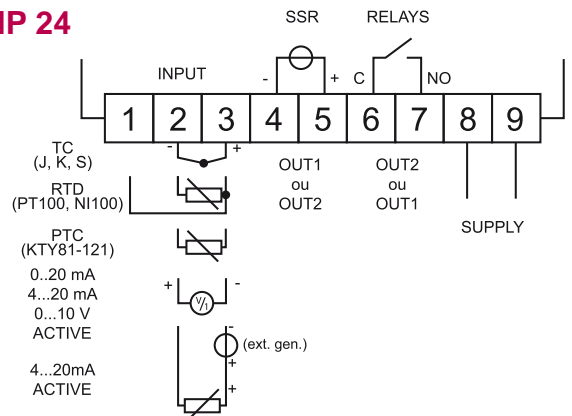 IP 24
SSR
RELAYS
INPUT
- + C NO
1 2 3 4 5 6 7 8 9
TC
(J, K, S)
- +
RTD
(PT100, NI100)
PTC
(KTY81-121)
0..20 mA
4...20 mA
0...10 V
ACTIVE
+ -
V/I
4...20mA
ACTIVE
-
(ext. gen.)
+
+
OUT1
ou
OUT2
OUT2
ou
OUT1
SUPPLY